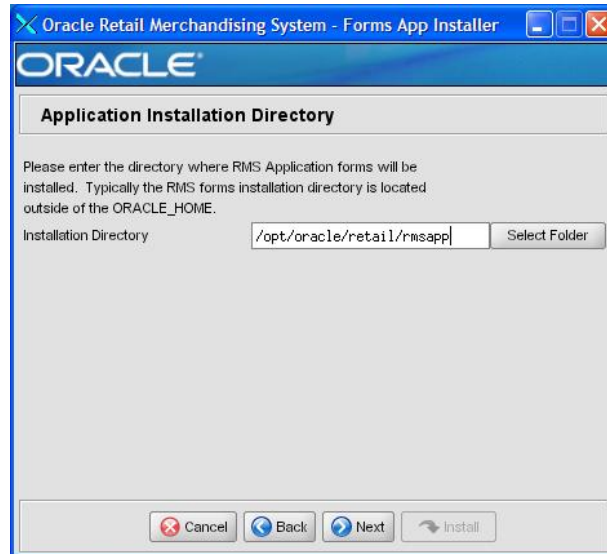 Oracle Retail Merchandising System - Forms App Installer
ORACLE®
Application Installation Directory
Please enter the directory where RMS Application forms will be
installed. Typically the RMS forms installation directory is located
outside of the ORACLE_HOME.
Installation Directory /opt/oracle/retail/rmsapp Select Folder
Cancel Back Next Install